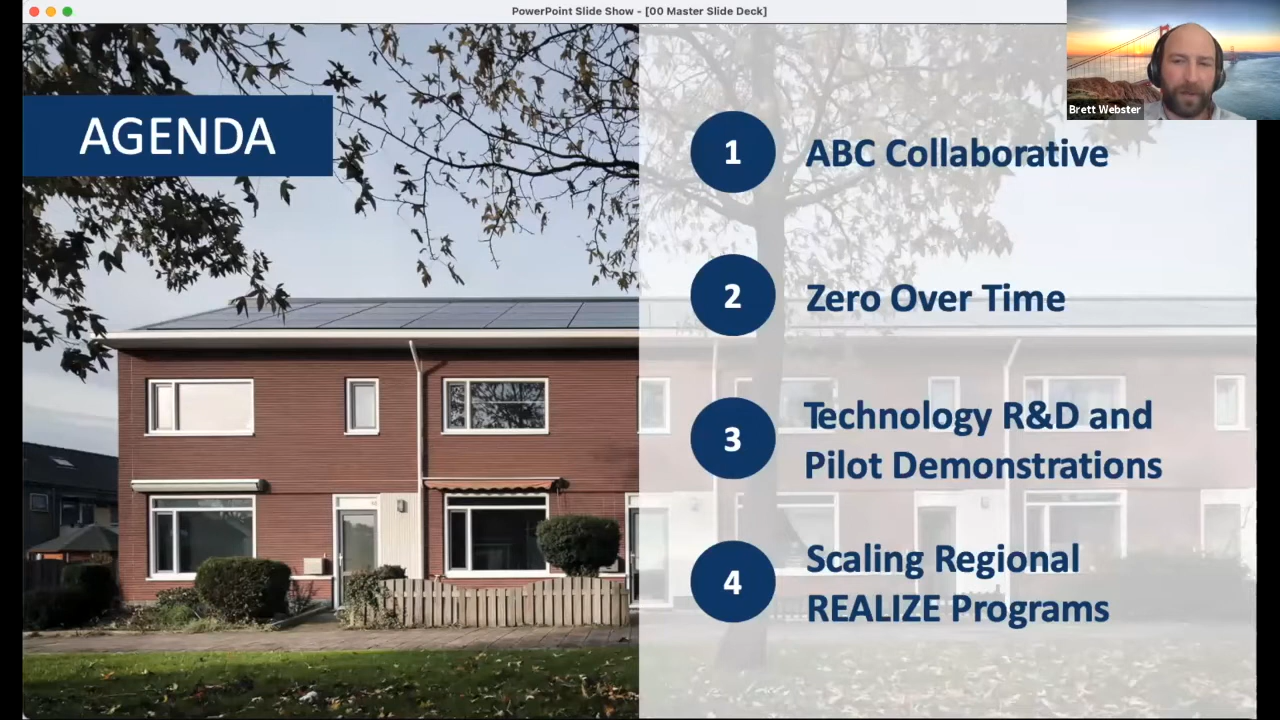 PowerPoint Slide Show - [00 Master Slide Deck]
Brett Webster
AGENDA
1 ABC Collaborative
2 Zero Over Time
3 Technology R&D and
Pilot Demonstrations
4 Scaling Regional
REALIZE Programs